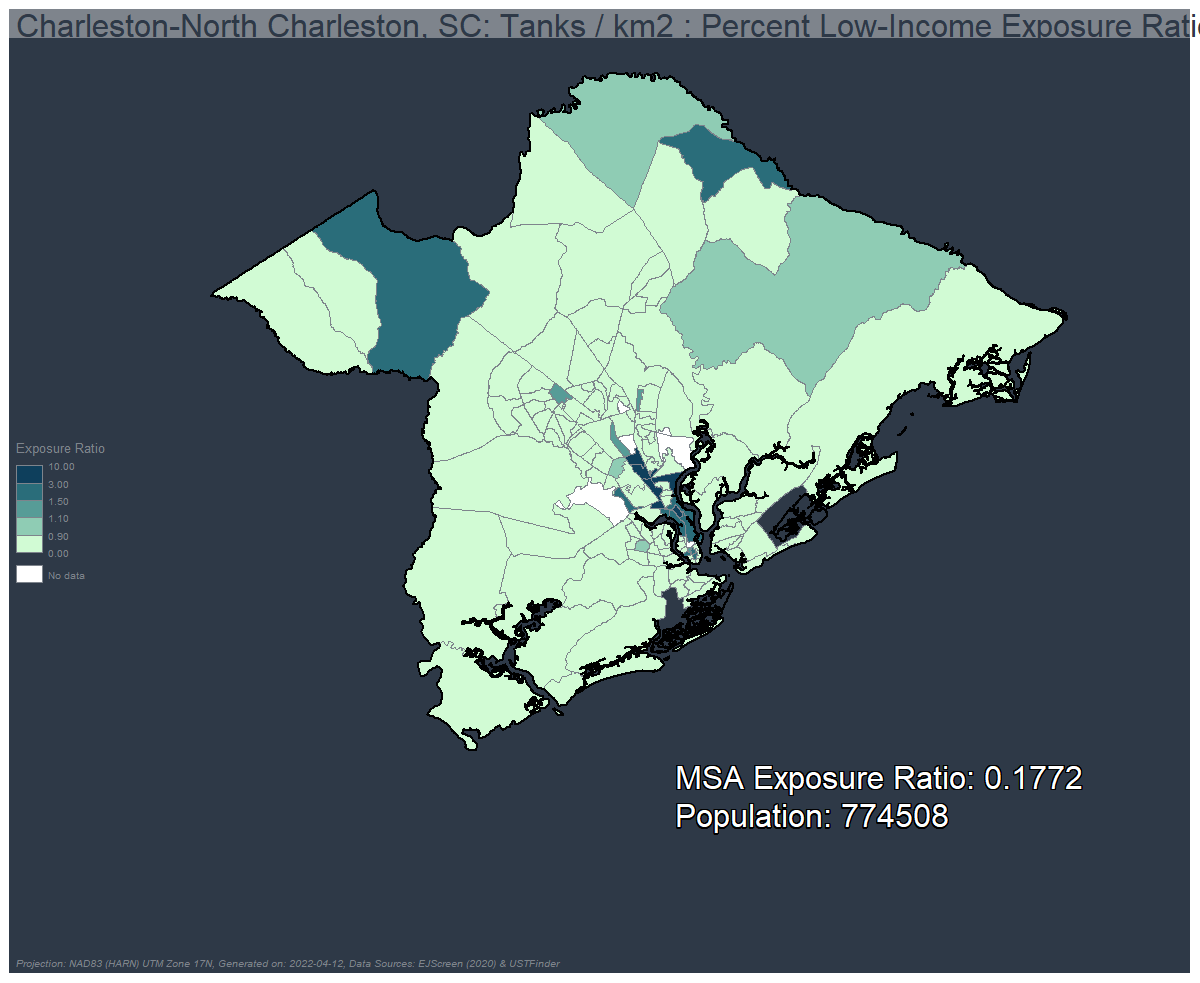 Charleston-North Charleston, SC: Tanks / km2 : Percent Low-Income Exposure Rati
Exposure Ratio
10.00
3.00
1.50
1.10
0.90
0.00
No data
MSA Exposure Ratio: 0.1772
Population: 774508
Projection: NAD83 (HARN) UTM Zone 17N, Generated on: 2022-04-12, Data Sources: EJScreen (2020) & USTFinder